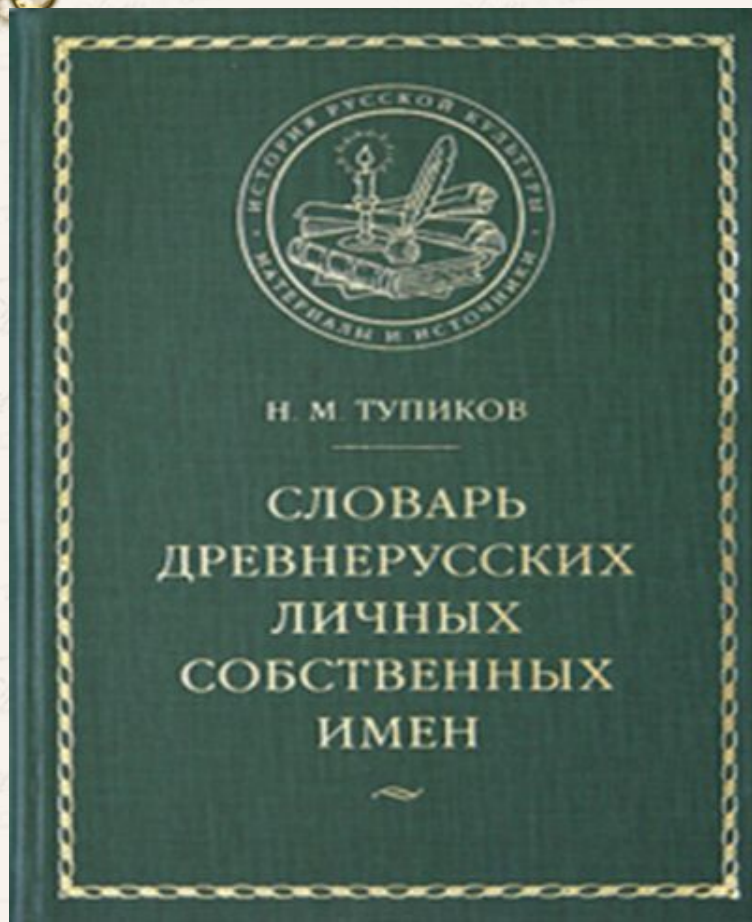 ИСТОРИЯ РУССКОЙ КУЛЬТУРЫ
МАТЕРИАЛЫ И ИСТОЧНИКИ
Н. М. ТУПИКОВ
СЛОВАРЬ
ДРЕВНЕРУССКИХ
ЛИЧНЫХ
СОБСТВЕННЫХ
ИМЕН